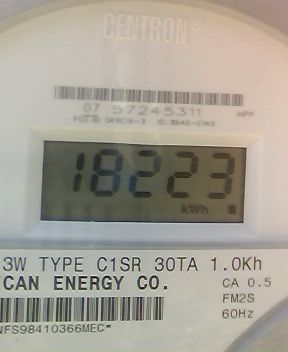 CENTRON®
07 57245311 HPP
18223
kWh
3W TYPE C1SR 30TA 1.0Kh
CAN ENERGY CO. CA 0.5
FM2S
60Hz
NFS98410366MEC*